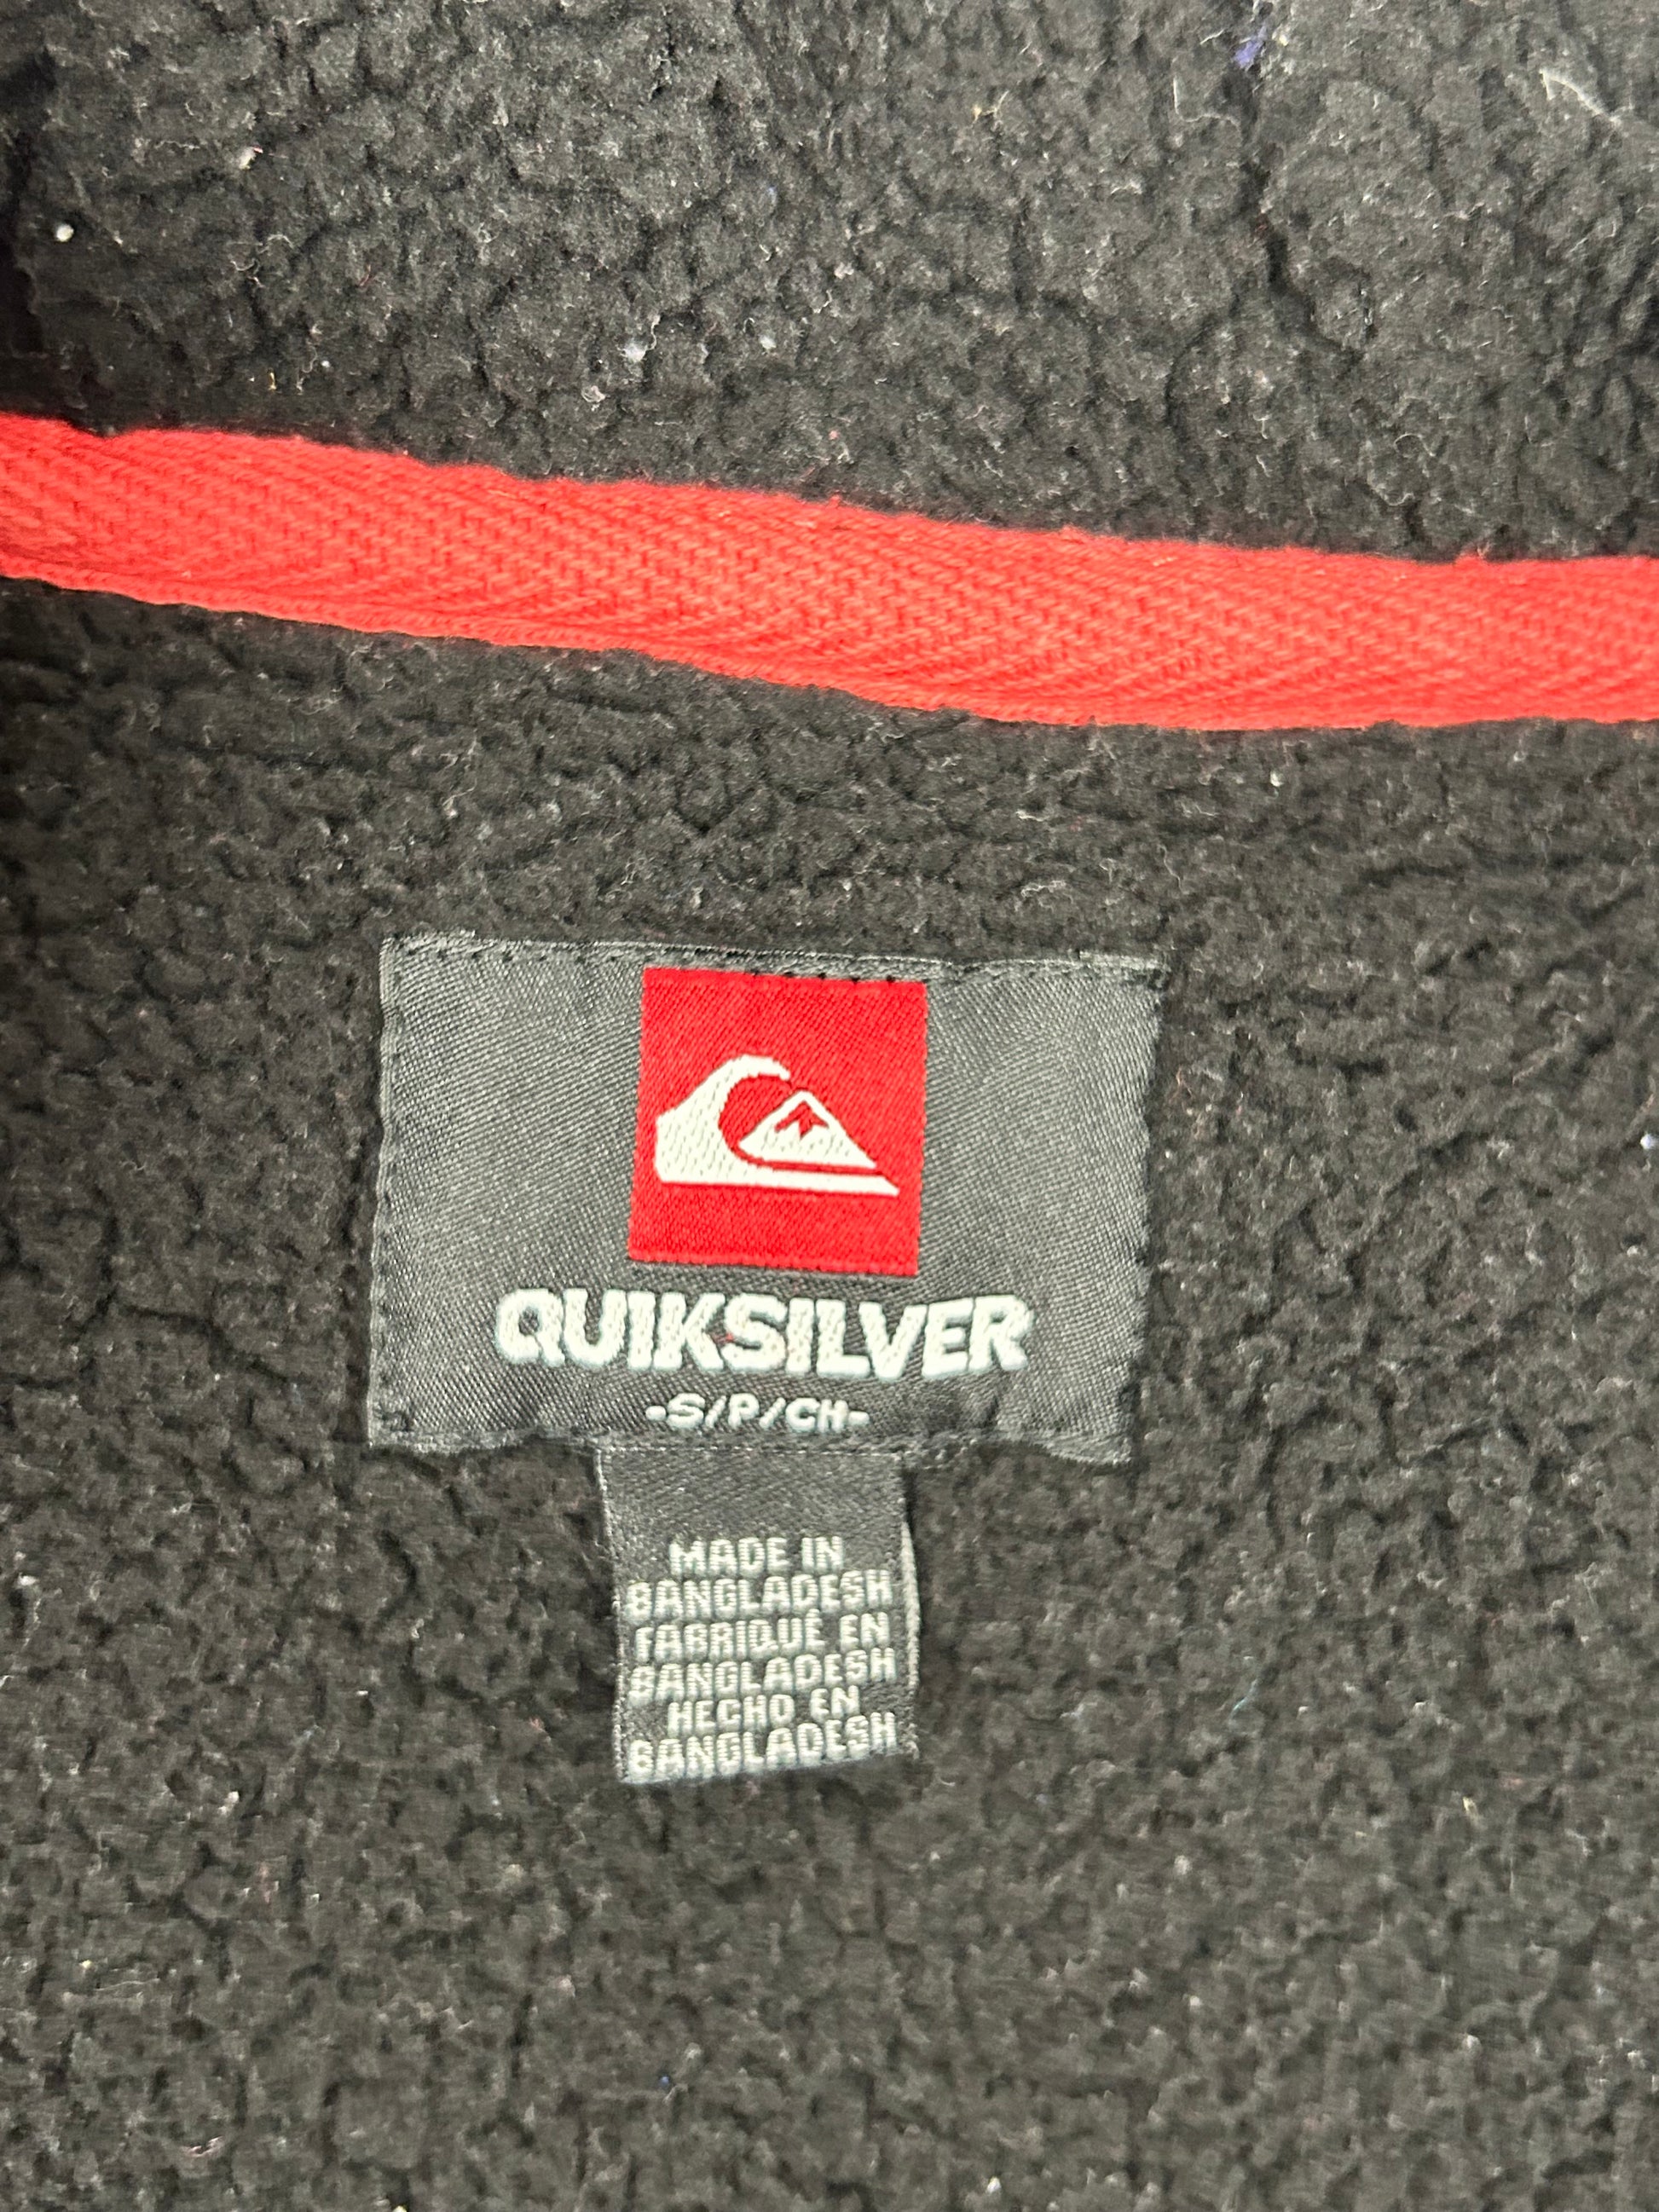 QUIKSILVER
-S/P/CH-
MADE IN
BANGLADESH
FABRIQUÉ EN
BANGLADESH
HECHO EN
BANGLADESH